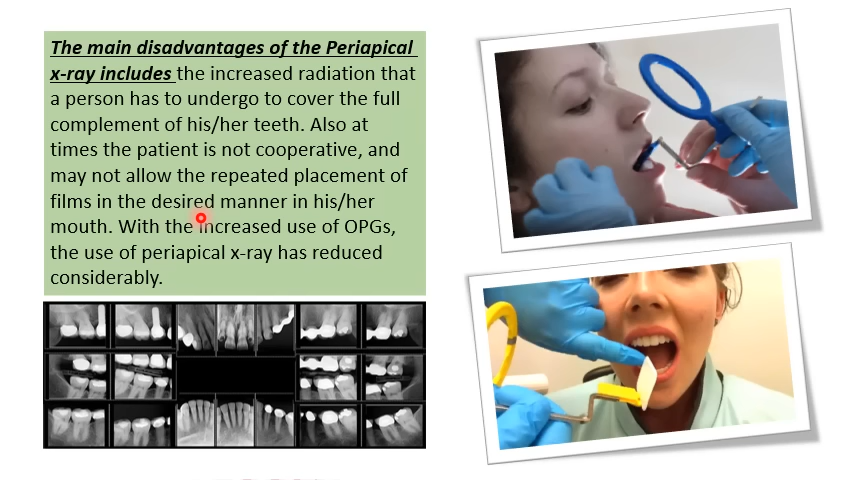 The main disadvantages of the Periapical
x-ray includes the increased radiation that
a person has to undergo to cover the full
complement of his/her teeth. Also at
times the patient is not cooperative, and
may not allow the repeated placement of
films in the desired manner in his/her
mouth. With the increased use of OPGs,
the use of periapical x-ray has reduced
considerably.